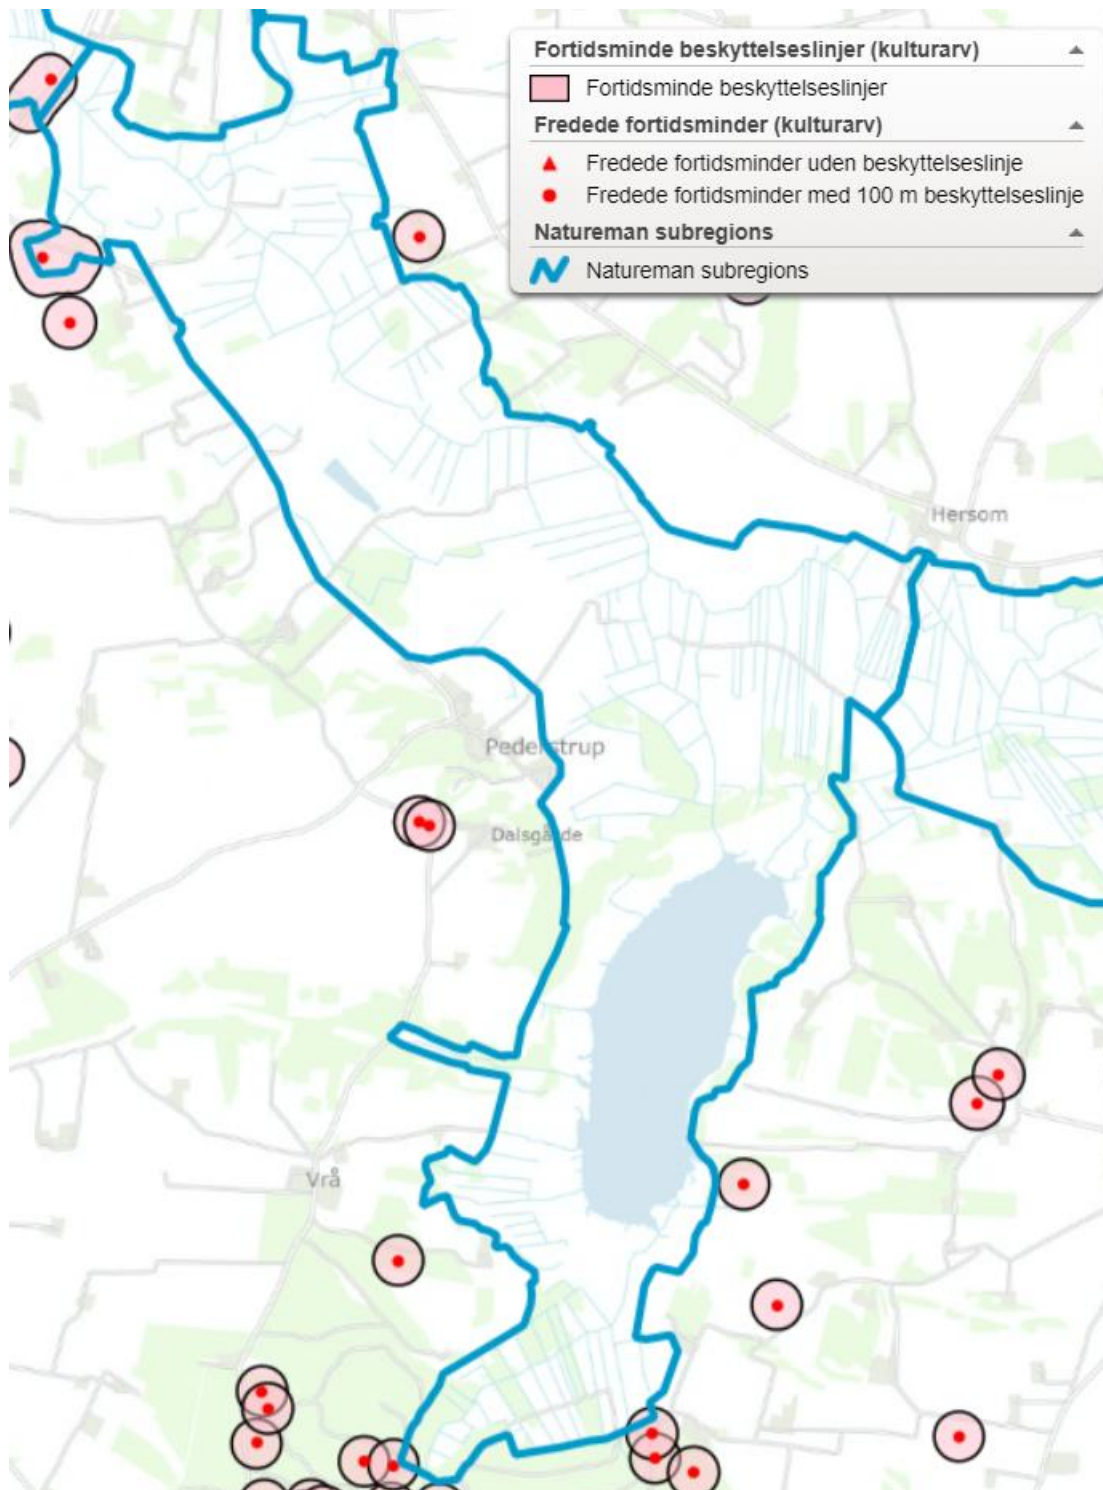 Fortidsminde beskyttelseslinjer (kulturarv)
Fortidsminde beskyttelseslinjer
Fredede fortidsminder (kulturarv)
Fredede fortidsminder uden beskyttelseslinje
Fredede fortidsminder med 100 m beskyttelseslinje
Natureman subregions
Natureman subregions
Hersom
Pederstrup
Dalsgårde
Vrå